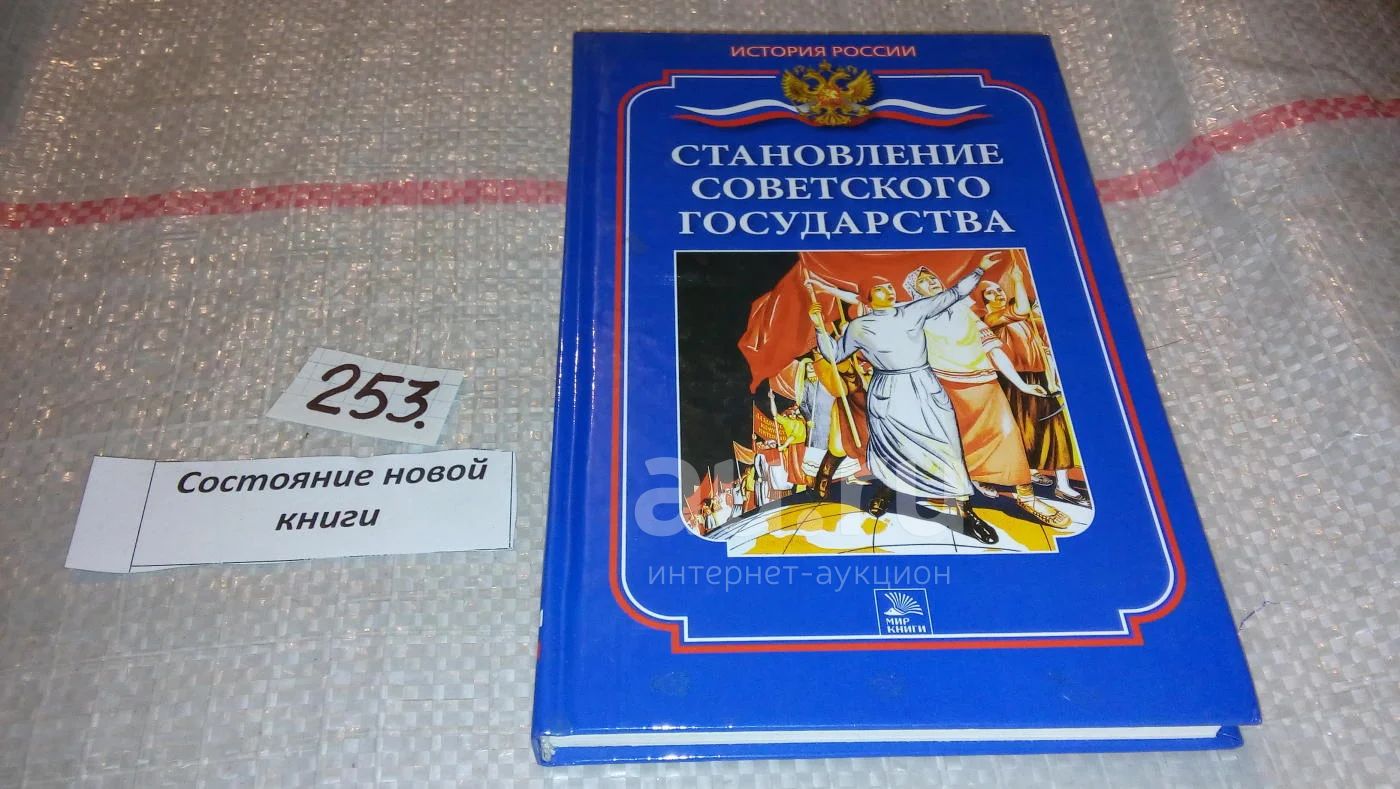 ИСТОРИЯ РОССИИ
СТАНОВЛЕНИЕ
СОВЕТСКОГО
ГОСУДАРСТВА
253.
Состояние новой
книги
интернет-аукцион
МИР
КНИГИ